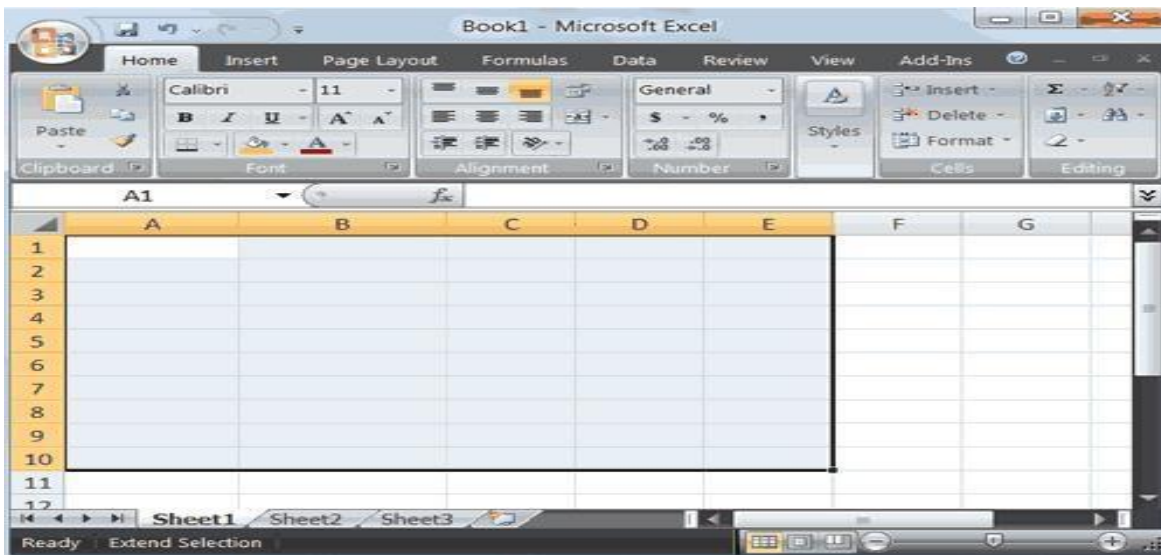 Book1 - Microsoft Excel
Home Insert Page Layout Formulas Data Review View Add-Ins
Calibri 11 General Insert
B I U A A $ % , Delete
Paste A Styles Format
Clipboard Font Alignment Number Cells Editing
A1 fx
A B C D E F G
1
2
3
4
5
6
7
8
9
10
11
12
Sheet1 Sheet2 Sheet3
Ready Extend Selection